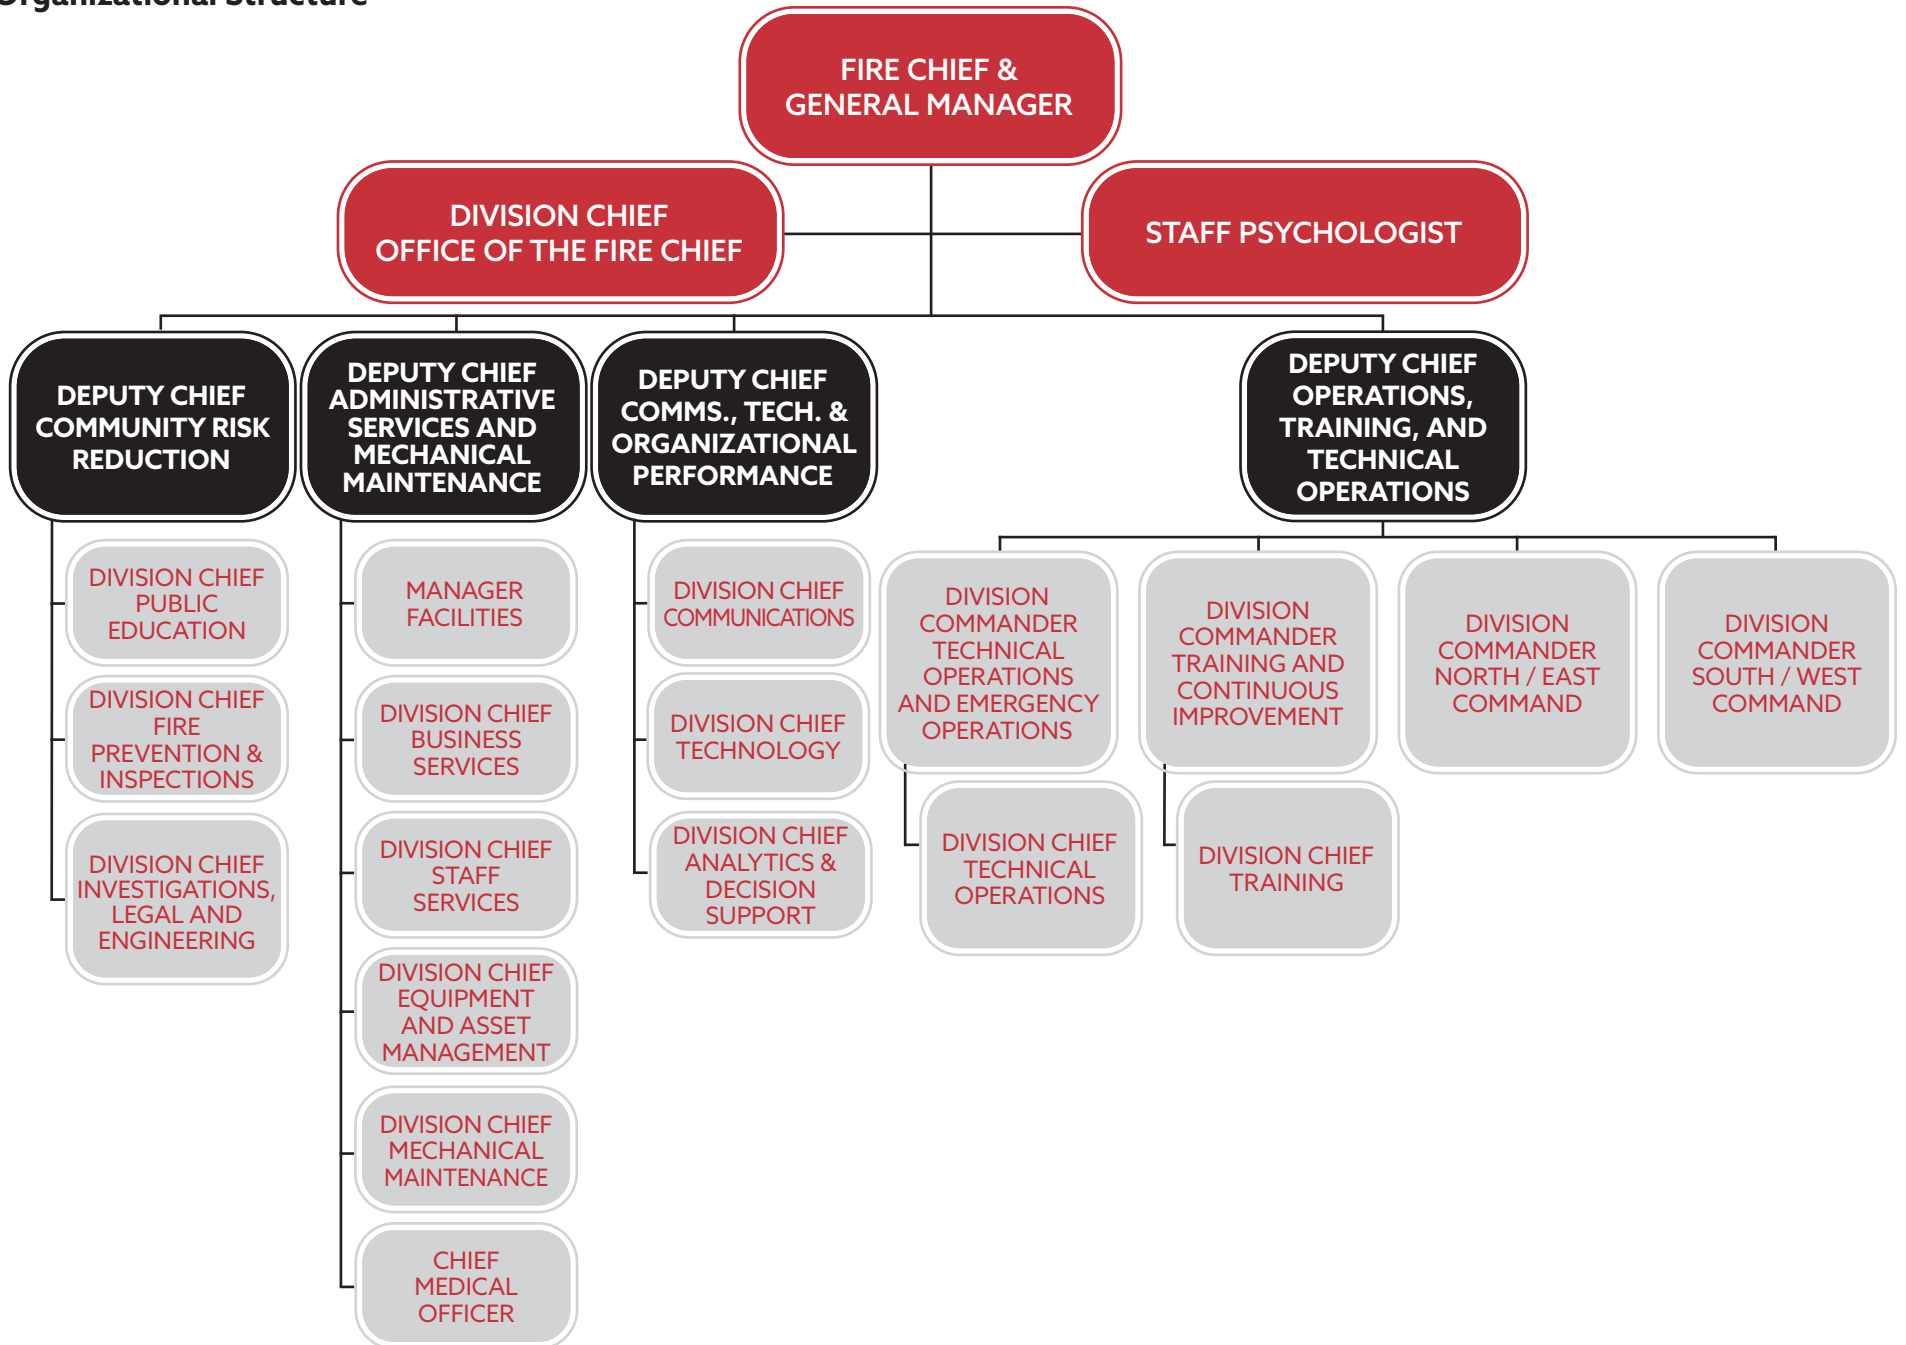 Organizational Structure
FIRE CHIEF &
GENERAL MANAGER
DIVISION CHIEF
OFFICE OF THE FIRE CHIEF
STAFF PSYCHOLOGIST
DEPUTY CHIEF
COMMUNITY RISK
REDUCTION
DEPUTY CHIEF
ADMINISTRATIVE
SERVICES AND
MECHANICAL
MAINTENANCE
DEPUTY CHIEF
COMMS., TECH. &
ORGANIZATIONAL
PERFORMANCE
DEPUTY CHIEF
OPERATIONS,
TRAINING, AND
TECHNICAL
OPERATIONS
DIVISION CHIEF
PUBLIC
EDUCATION
DIVISION CHIEF
FIRE
PREVENTION &
INSPECTIONS
DIVISION CHIEF
INVESTIGATIONS,
LEGAL AND
ENGINEERING
MANAGER
FACILITIES
DIVISION CHIEF
BUSINESS
SERVICES
DIVISION CHIEF
STAFF
SERVICES
DIVISION CHIEF
EQUIPMENT
AND ASSET
MANAGEMENT
DIVISION CHIEF
MECHANICAL
MAINTENANCE
CHIEF
MEDICAL
OFFICER
DIVISION CHIEF
COMMUNICATIONS
DIVISION CHIEF
TECHNOLOGY
DIVISION CHIEF
ANALYTICS &
DECISION
SUPPORT
DIVISION
COMMANDER
TECHNICAL
OPERATIONS
AND EMERGENCY
OPERATIONS
DIVISION CHIEF
TECHNICAL
OPERATIONS
DIVISION
COMMANDER
TRAINING AND
CONTINUOUS
IMPROVEMENT
DIVISION CHIEF
TRAINING
DIVISION
COMMANDER
NORTH / EAST
COMMAND
DIVISION
COMMANDER
SOUTH / WEST
COMMAND